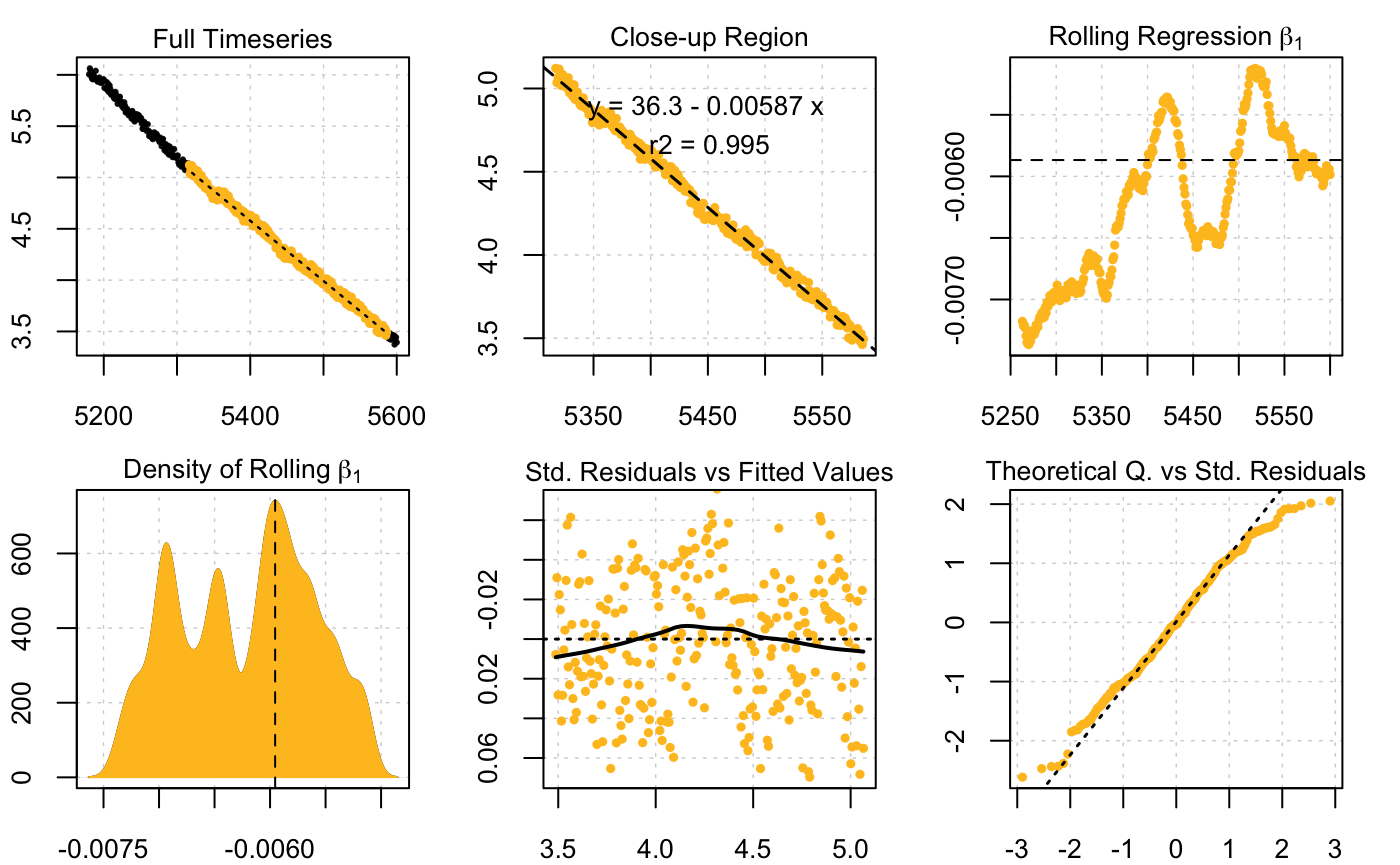 Full Timeseries
3.5 4.5 5.5
5200 5400 5600
Close-up Region
y = 36.3 - 0.00587 x
r2 = 0.995
3.5 4.0 4.5 5.0
5350 5450 5550
Rolling Regression β1
-0.0070 -0.0060
5250 5350 5450 5550
Density of Rolling β1
0 200 400 600
-0.0075 -0.0060
Std. Residuals vs Fitted Values
0.06 0.02 -0.02
3.5 4.0 4.5 5.0
Theoretical Q. vs Std. Residuals
-2 -1 0 1 2
-3 -2 -1 0 1 2 3